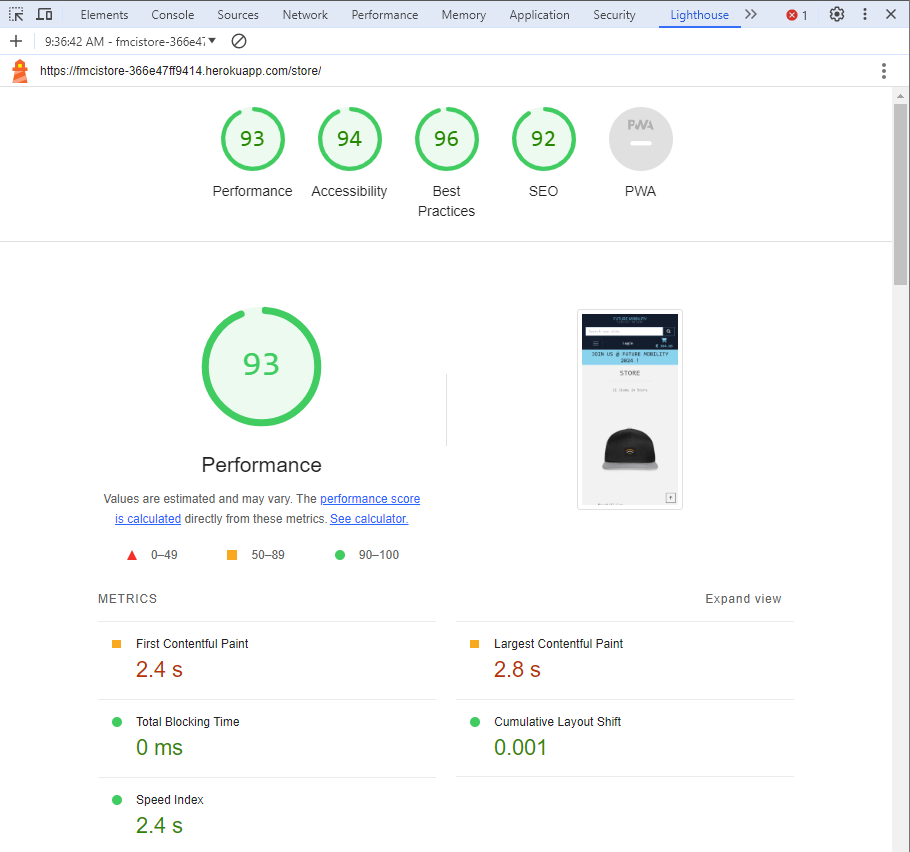 Elements Console Sources Network Performance Memory Application Security Lighthouse 1
9:36:42 AM - fmcistore-366e47
https://fmcistore-366e47ff9414.herokuapp.com/store/
93 94 96 92 PWA
Performance Accessibility Best Practices SEO PWA
93
FUTURE MOBILITY
Login
JOIN US @ FUTURE MOBILITY
2024 !
STORE
Performance
Values are estimated and may vary. The performance score
is calculated directly from these metrics. See calculator.
0–49 50–89 90–100
METRICS Expand view
First Contentful Paint
2.4 s
Largest Contentful Paint
2.8 s
Total Blocking Time
0 ms
Cumulative Layout Shift
0.001
Speed Index
2.4 s